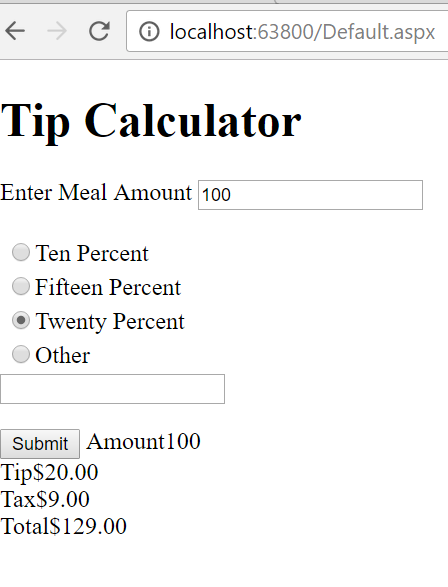 localhost:63800/Default.aspx
Tip Calculator
Enter Meal Amount 100
Ten Percent
Fifteen Percent
Twenty Percent
Other
Submit Amount100
Tip$20.00
Tax$9.00
Total$129.00